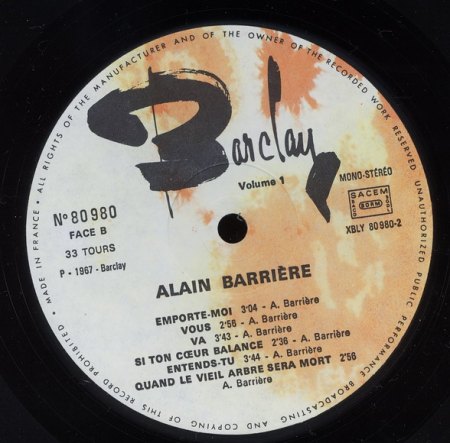 ALL RIGHTS OF THE MANUFACTURER AND OF THE OWNER OF THE RECORDED WORK RESERVED • UNAUTHORIZED PUBLIC PERFORMANCE BROADCASTING AND COPYING OF THIS RECORD PROHIBITED • MADE IN FRANCE •
Barclay
Volume 1
MONO-STÉRÉO
SACEM
BIEM
XBLY 80 980-2
N° 80 980
FACE B
33 TOURS
P - 1967 - Barclay
ALAIN BARRIÈRE
EMPORTE-MOI 3'04 - A. Barrière
VOUS 2'56 - A. Barrière
VA 3'43 - A. Barrière
SI TON CŒUR BALANCE 2'36 - A. Barrière
ENTENDS-TU 3'44 - A. Barrière
QUAND LE VIEIL ARBRE SERA MORT 2'56
A. Barrière